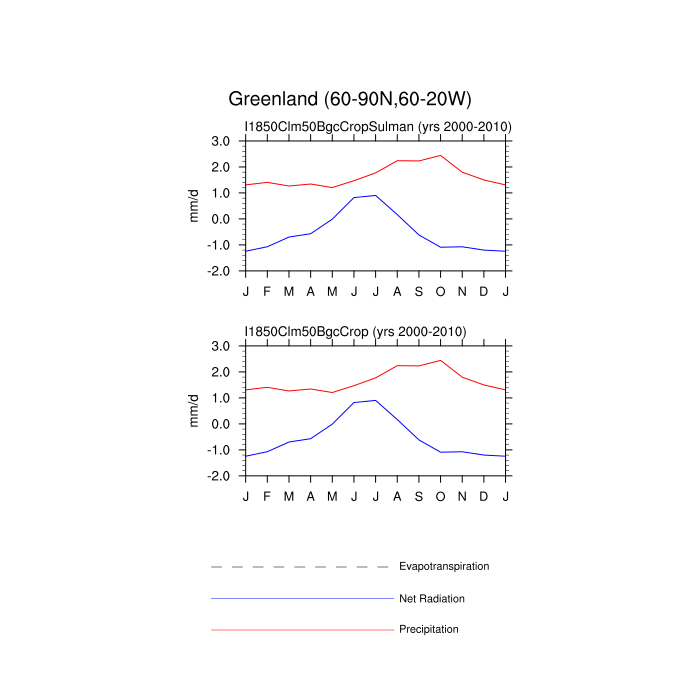 Greenland (60-90N,60-20W)
I1850Clm50BgcCropSulman (yrs 2000-2010)
3.0
2.0
1.0
0.0
-1.0
-2.0
mm/d
J F M A M J J A S O N D J
I1850Clm50BgcCrop (yrs 2000-2010)
3.0
2.0
1.0
0.0
-1.0
-2.0
mm/d
J F M A M J J A S O N D J
Evapotranspiration
Net Radiation
Precipitation